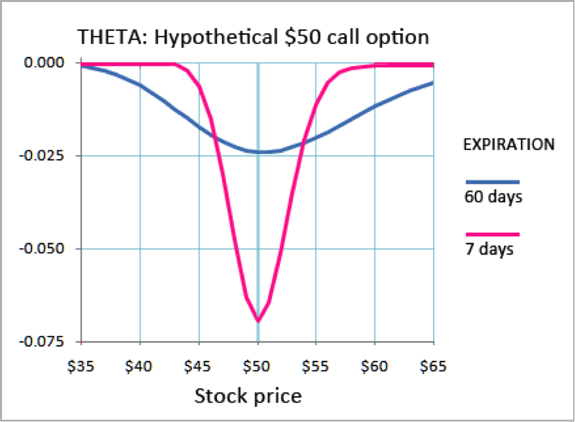 THETA: Hypothetical $50 call option
0.000
-0.025
-0.050
-0.075
$35 $40 $45 $50 $55 $60 $65
Stock price
EXPIRATION
60 days
7 days